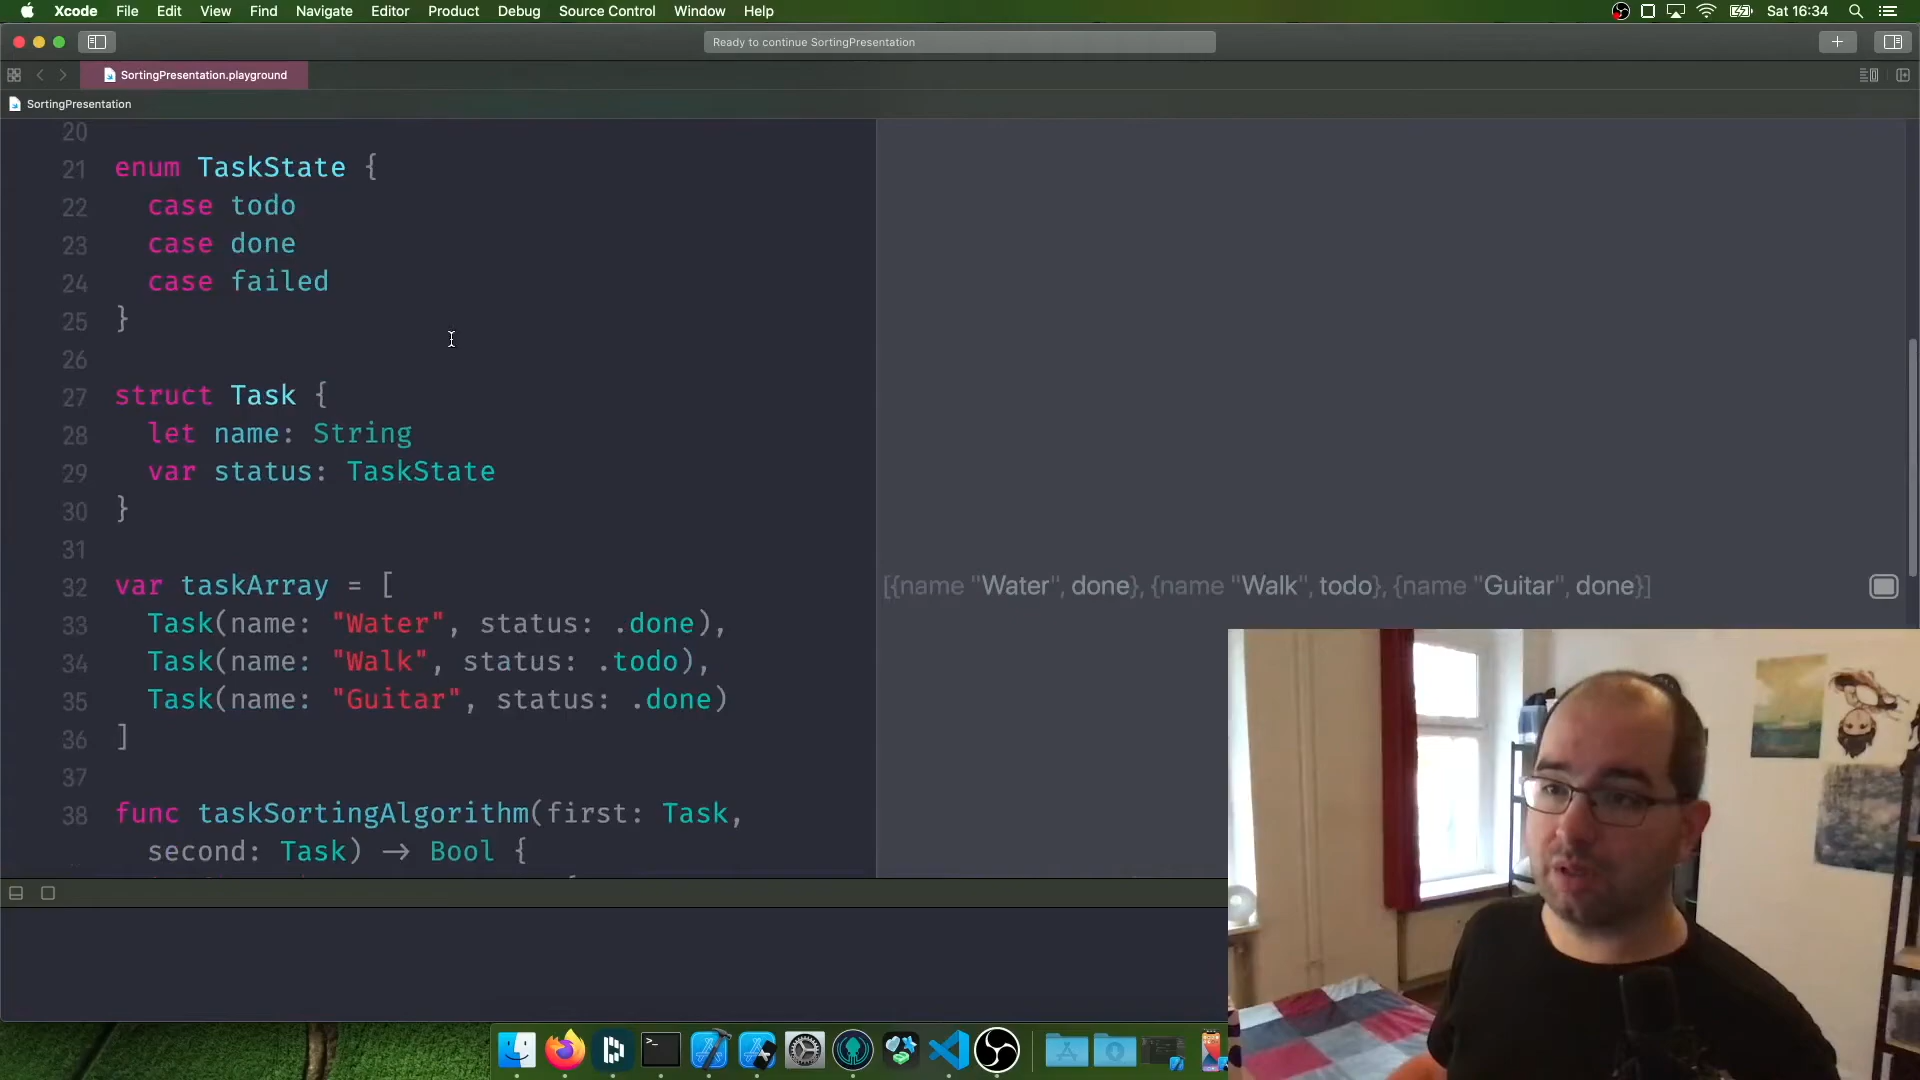 Xcode File Edit View Find Navigate Editor Product Debug Source Control Window Help Sat 16:34
Ready to continue SortingPresentation
SortingPresentation.playground
SortingPresentation
20
21 enum TaskState {
22 case todo
23 case done
24 case failed
25 }
26
27 struct Task {
28 let name: String
29 var status: TaskState
30 }
31
32 var taskArray = [ [{name "Water", done}, {name "Walk", todo}, {name "Guitar", done}]
33 Task(name: "Water", status: .done),
34 Task(name: "Walk", status: .todo),
35 Task(name: "Guitar", status: .done)
36 ]
37
38 func taskSortingAlgorithm(first: Task,
second: Task) → Bool {